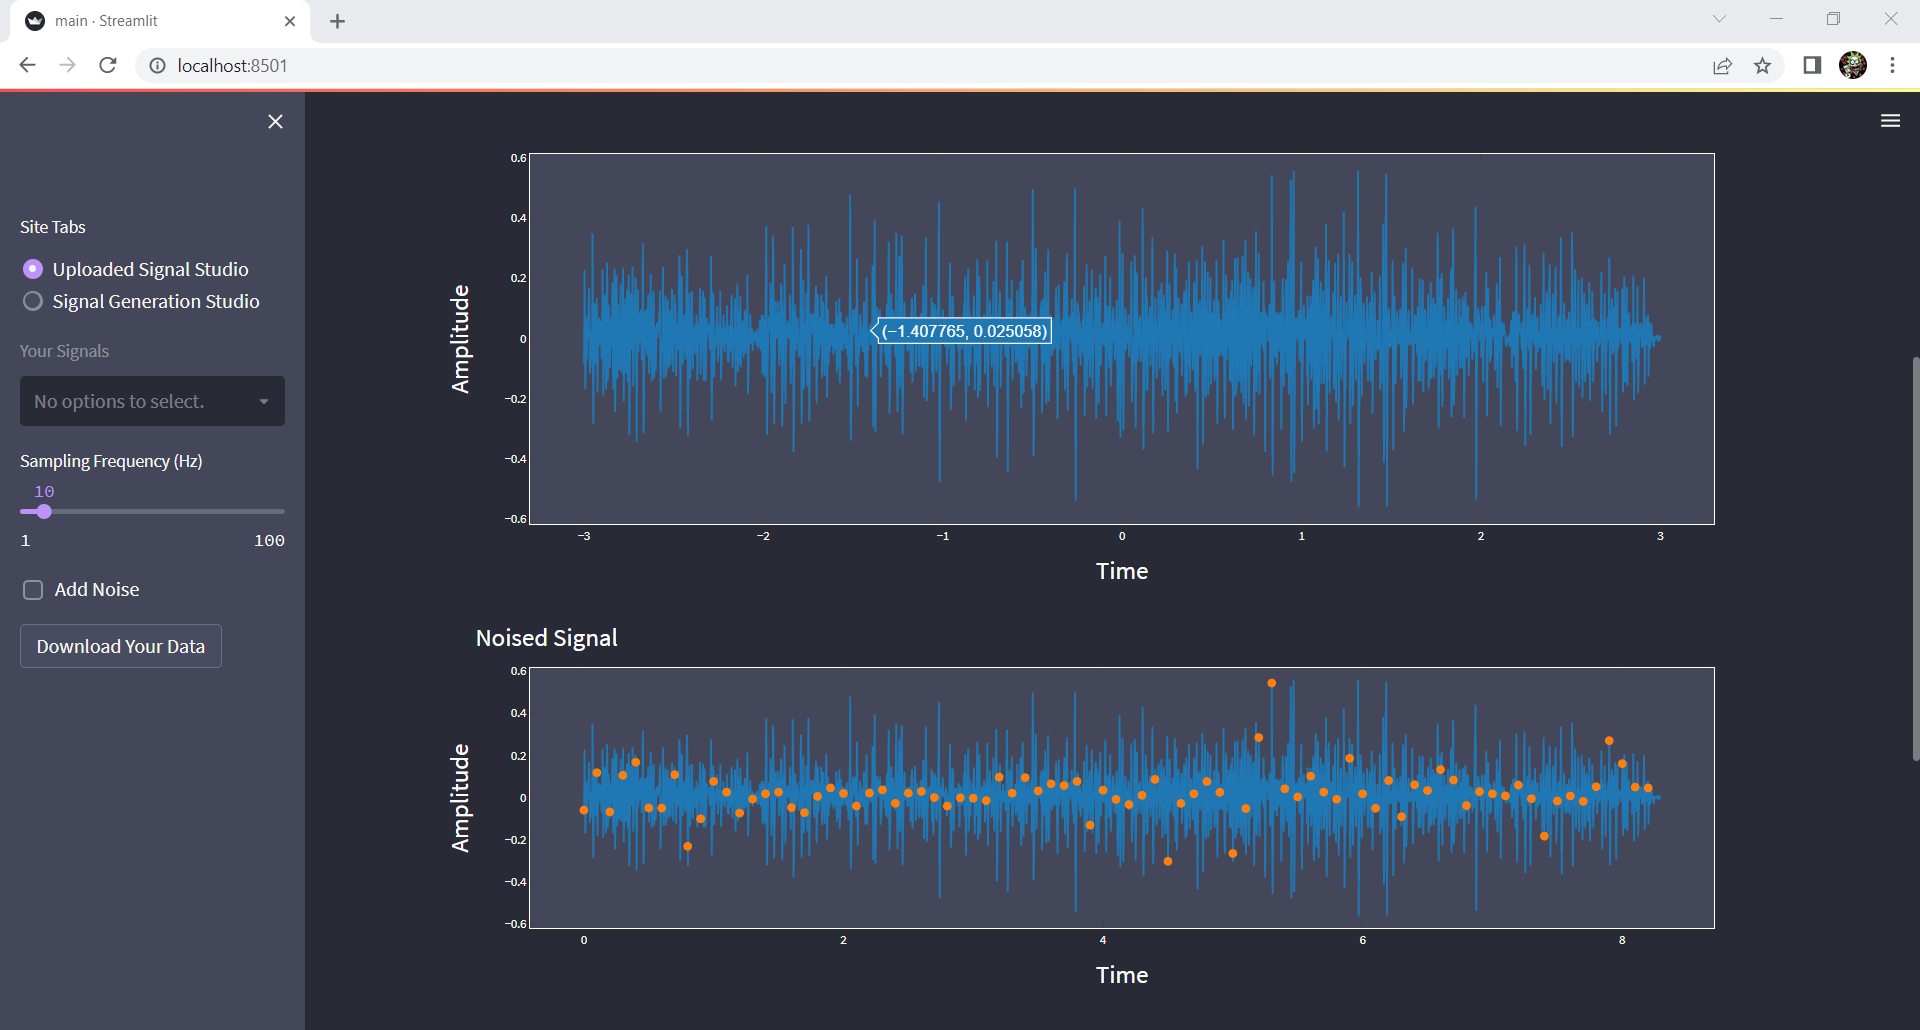 main · Streamlit
localhost:8501
Site Tabs
Uploaded Signal Studio
Signal Generation Studio
Your Signals
No options to select.
Sampling Frequency (Hz)
10
1 100
Add Noise
Download Your Data
0.6
0.4
0.2
0
−0.2
−0.4
−0.6
Amplitude
(−1.407765, 0.025058)
−3 −2 −1 0 1 2 3
Time
Noised Signal
0.6
0.4
0.2
0
−0.2
−0.4
−0.6
Amplitude
0 2 4 6 8
Time